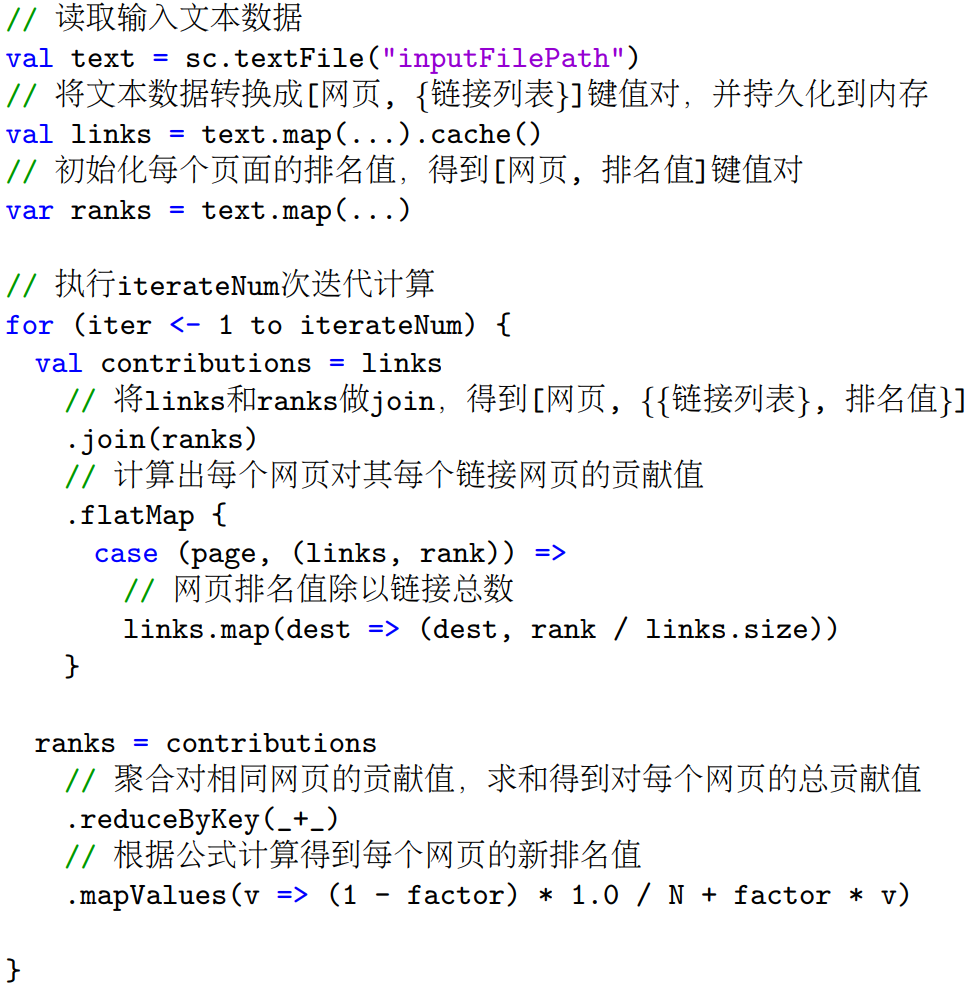 // 读取输入文本数据
val text = sc.textFile("inputFilePath")
// 将文本数据转换成[网页, {链接列表}]键值对，并持久化到内存
val links = text.map(...).cache()
// 初始化每个页面的排名值，得到[网页, 排名值]键值对
var ranks = text.map(...)

// 执行iterateNum次迭代计算
for (iter <- 1 to iterateNum) {
  val contributions = links
    // 将links和ranks做join，得到[网页, {{链接列表}, 排名值}]
    .join(ranks)
    // 计算出每个网页对其每个链接网页的贡献值
    .flatMap {
      case (page, (links, rank)) =>
        // 网页排名值除以链接总数
        links.map(dest => (dest, rank / links.size))
    }

  ranks = contributions
    // 聚合对相同网页的贡献值，求和得到对每个网页的总贡献值
    .reduceByKey(_+_)
    // 根据公式计算得到每个网页的新排名值
    .mapValues(v => (1 - factor) * 1.0 / N + factor * v)

}